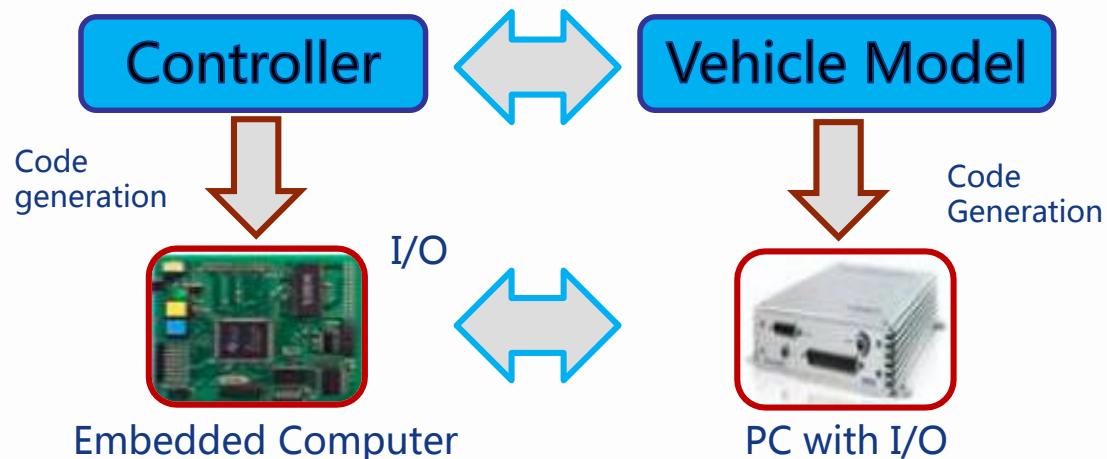 Controller
Vehicle Model
Code
generation
Code
Generation
I/O
Embedded Computer
PC with I/O